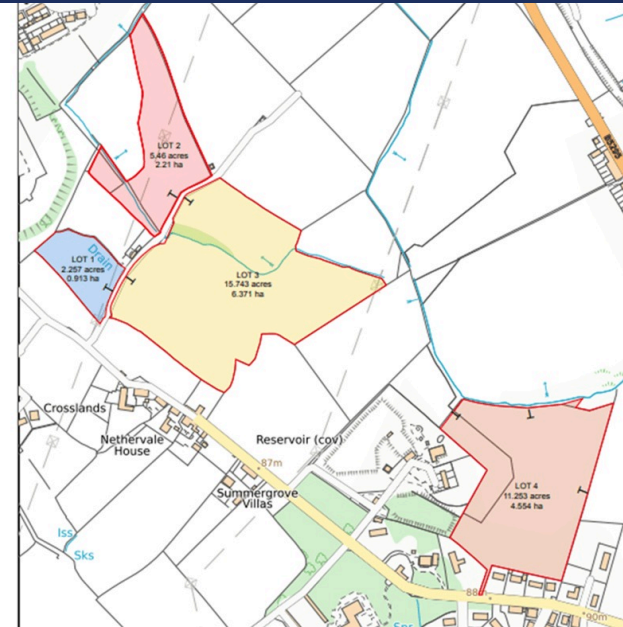 LOT 2
5.46 acres
2.21 ha
LOT 1
2.257 acres
0.913 ha
Drain
LOT 3
15.743 acres
6.371 ha
Crosslands
Nethervale
House
Reservoir (cov)
87m
Summergrove
Villas
LOT 4
11.253 acres
4.554 ha
Iss
Sks
88m
90m
Spr